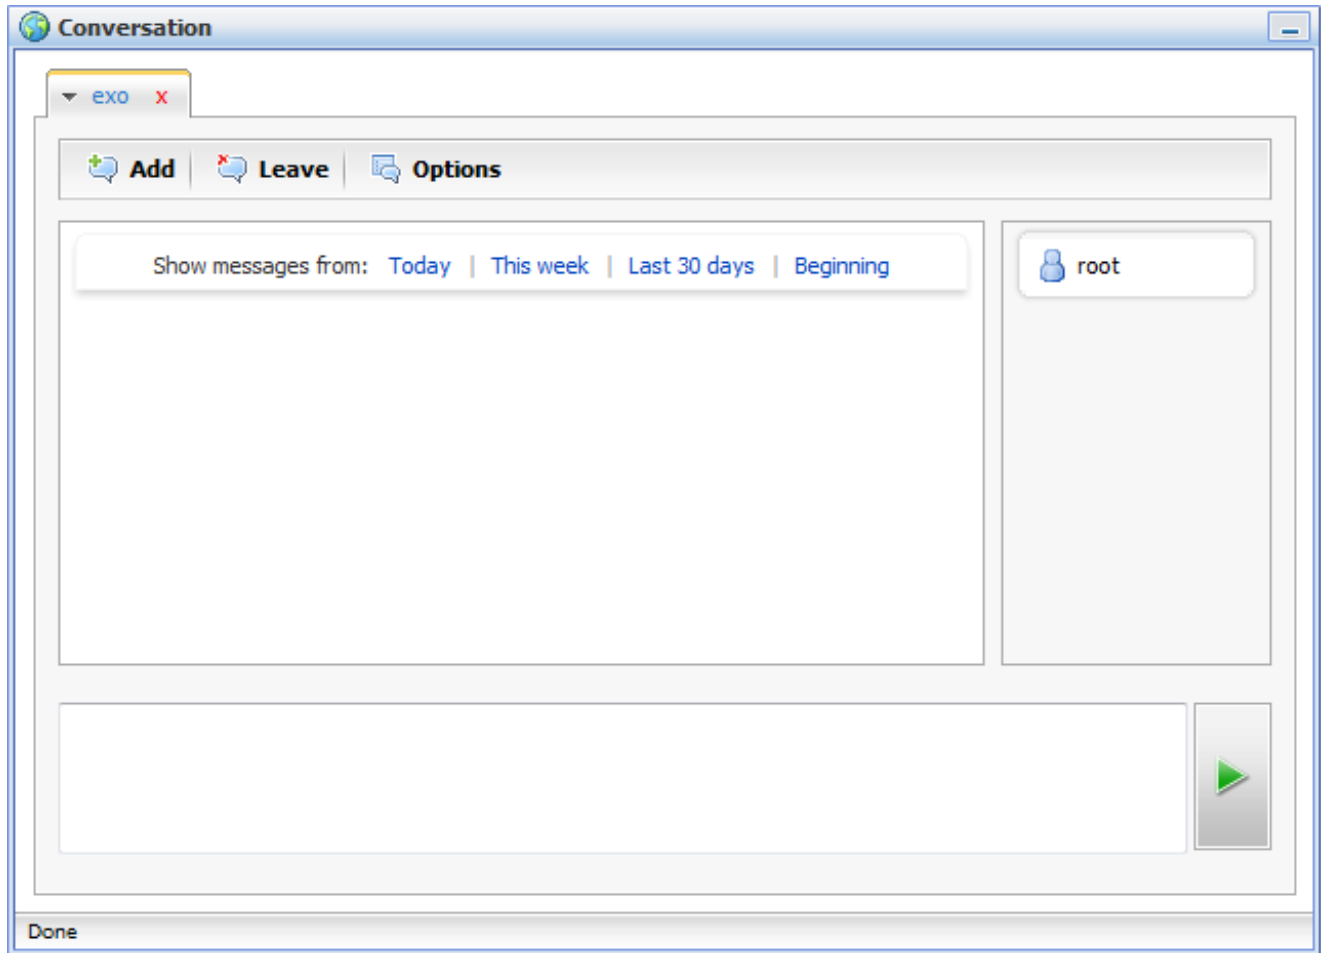 Conversation
exo x
Add Leave Options
Show messages from: Today | This week | Last 30 days | Beginning
root
Done